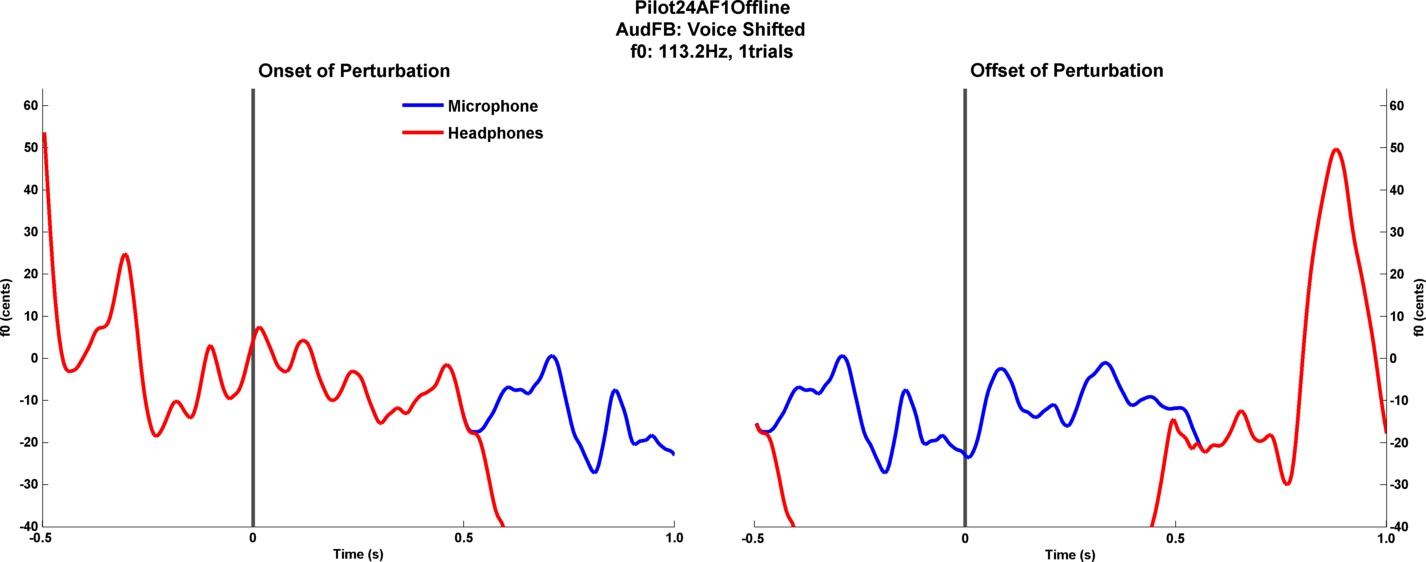 Pilot24AF1Offline
AudFB: Voice Shifted
f0: 113.2Hz, 1trials
Onset of Perturbation
Offset of Perturbation
Microphone
Headphones
60
50
40
30
20
10
0
-10
-20
-30
-40
f0 (cents)
-0.5
0
0.5
1.0
Time (s)
60
50
40
30
20
10
0
-10
-20
-30
-40
f0 (cents)
-0.5
0
0.5
1.0
Time (s)